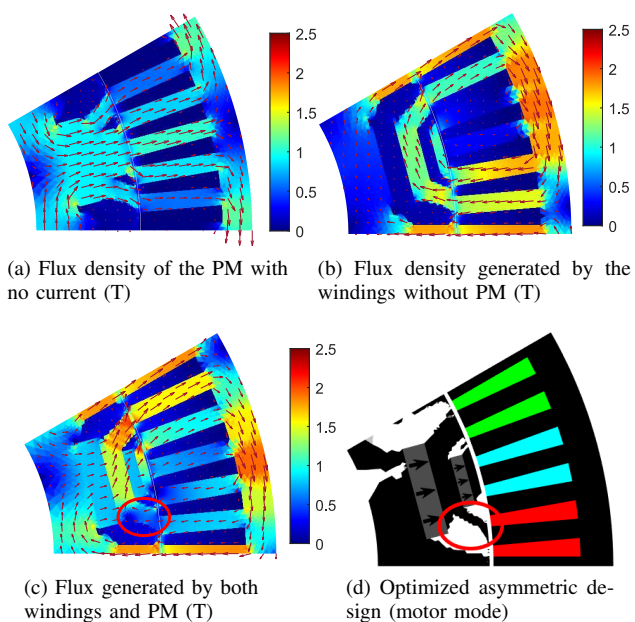 2.5
2
1.5
1
0.5
0
2.5
2
1.5
1
0.5
0
(a) Flux density of the PM with
no current (T)
(b) Flux density generated by the
windings without PM (T)
2.5
2
1.5
1
0.5
0
(c) Flux generated by both
windings and PM (T)
(d) Optimized asymmetric de-
sign (motor mode)